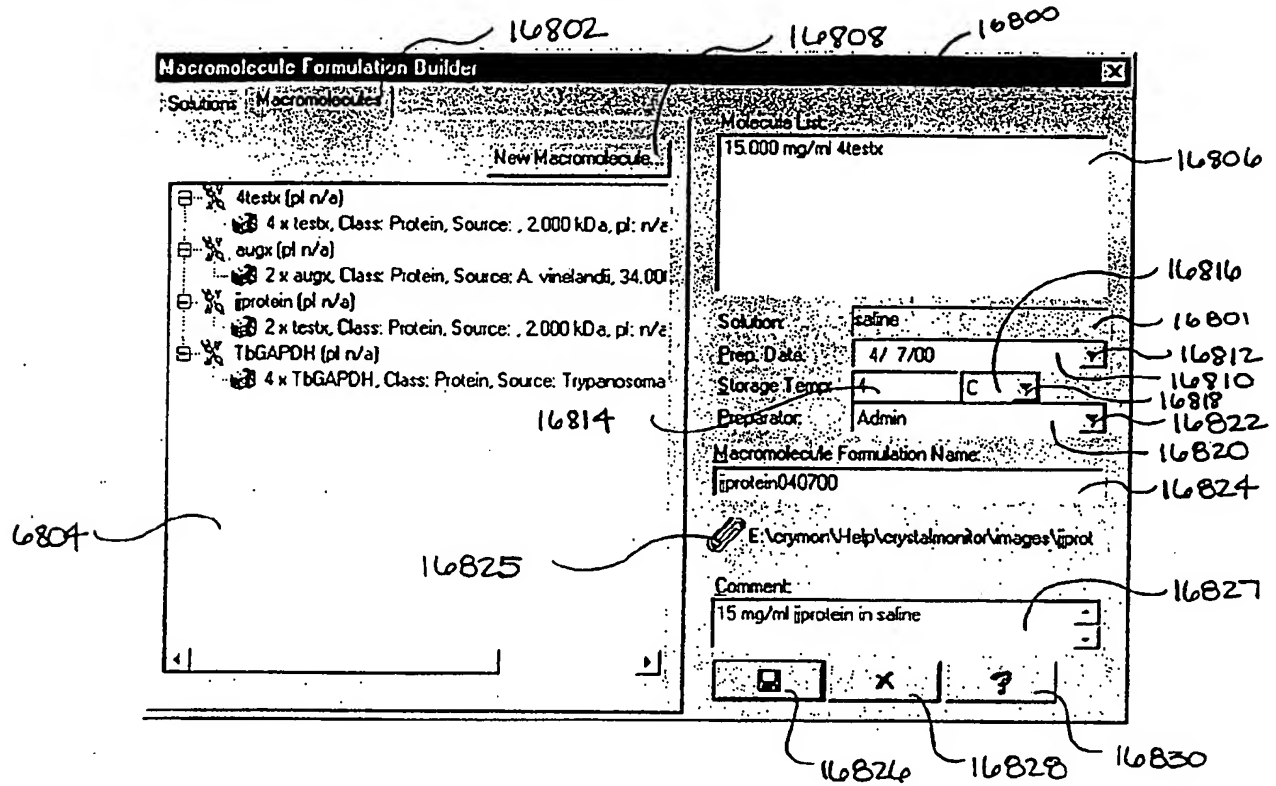 16802
16808
16800
Macromolecule Formulation Builder
Solutions Macromolecules
New Macromolecule...
4testx (pI n/a)
4 x testx, Class: Protein, Source: , 2.000 kDa, pI: n/a
augx (pI n/a)
2 x augx, Class: Protein, Source: A. vinelandii, 34.00
jjprotein (pI n/a)
2 x testx, Class: Protein, Source: , 2.000 kDa, pI: n/a
TbGAPDH (pI n/a)
4 x TbGAPDH, Class: Protein, Source: Trypanosoma
6804
Molecule List:
15.000 mg/ml 4testx
16806
16816
Solution: saline
16801
Prep. Date: 4/ 7/00
16812
16810
Storage Temp: 4 C
16818
16814
Preparator: Admin
16822
16820
Macromolecule Formulation Name:
jjprotein040700
16824
E:\crymon\Help\crystalmonitor\images\jjprot
16825
Comment:
15 mg/ml jjprotein in saline
16827
X ?
16826
16828
16830